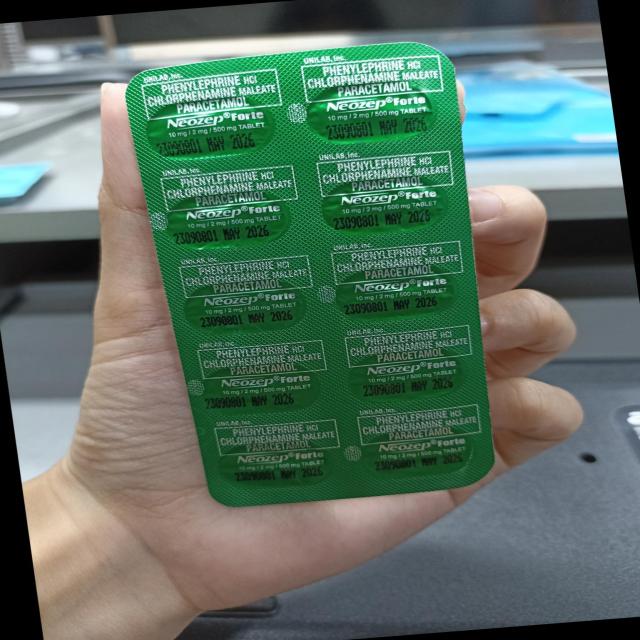 UNILAB, Inc.
PHENYLEPHRINE HCl
CHLORPHENAMINE MALEATE
PARACETAMOL
Neozep® Forte
10 mg / 2 mg / 500 mg TABLET
23090801 MAY 2026
UNILAB, Inc.
PHENYLEPHRINE HCl
CHLORPHENAMINE MALEATE
PARACETAMOL
Neozep® Forte
10 mg / 2 mg / 500 mg TABLET
23090801 MAY 2026
UNILAB, Inc.
PHENYLEPHRINE HCl
CHLORPHENAMINE MALEATE
PARACETAMOL
Neozep® Forte
10 mg / 2 mg / 500 mg TABLET
23090801 MAY 2026
UNILAB, Inc.
PHENYLEPHRINE HCl
CHLORPHENAMINE MALEATE
PARACETAMOL
Neozep® Forte
10 mg / 2 mg / 500 mg TABLET
23090801 MAY 2026
UNILAB, Inc.
PHENYLEPHRINE HCl
CHLORPHENAMINE MALEATE
PARACETAMOL
Neozep® Forte
10 mg / 2 mg / 500 mg TABLET
23090801 MAY 2026
UNILAB, Inc.
PHENYLEPHRINE HCl
CHLORPHENAMINE MALEATE
PARACETAMOL
Neozep® Forte
10 mg / 2 mg / 500 mg TABLET
23090801 MAY 2026
UNILAB, Inc.
PHENYLEPHRINE HCl
CHLORPHENAMINE MALEATE
PARACETAMOL
Neozep® Forte
10 mg / 2 mg / 500 mg TABLET
23090801 MAY 2026
UNILAB, Inc.
PHENYLEPHRINE HCl
CHLORPHENAMINE MALEATE
PARACETAMOL
Neozep® Forte
10 mg / 2 mg / 500 mg TABLET
23090801 MAY 2026
UNILAB, Inc.
PHENYLEPHRINE HCl
CHLORPHENAMINE MALEATE
PARACETAMOL
Neozep® Forte
10 mg / 2 mg / 500 mg TABLET
23090801 MAY 2026
UNILAB, Inc.
PHENYLEPHRINE HCl
CHLORPHENAMINE MALEATE
PARACETAMOL
Neozep® Forte
10 mg / 2 mg / 500 mg TABLET
23090801 MAY 2026